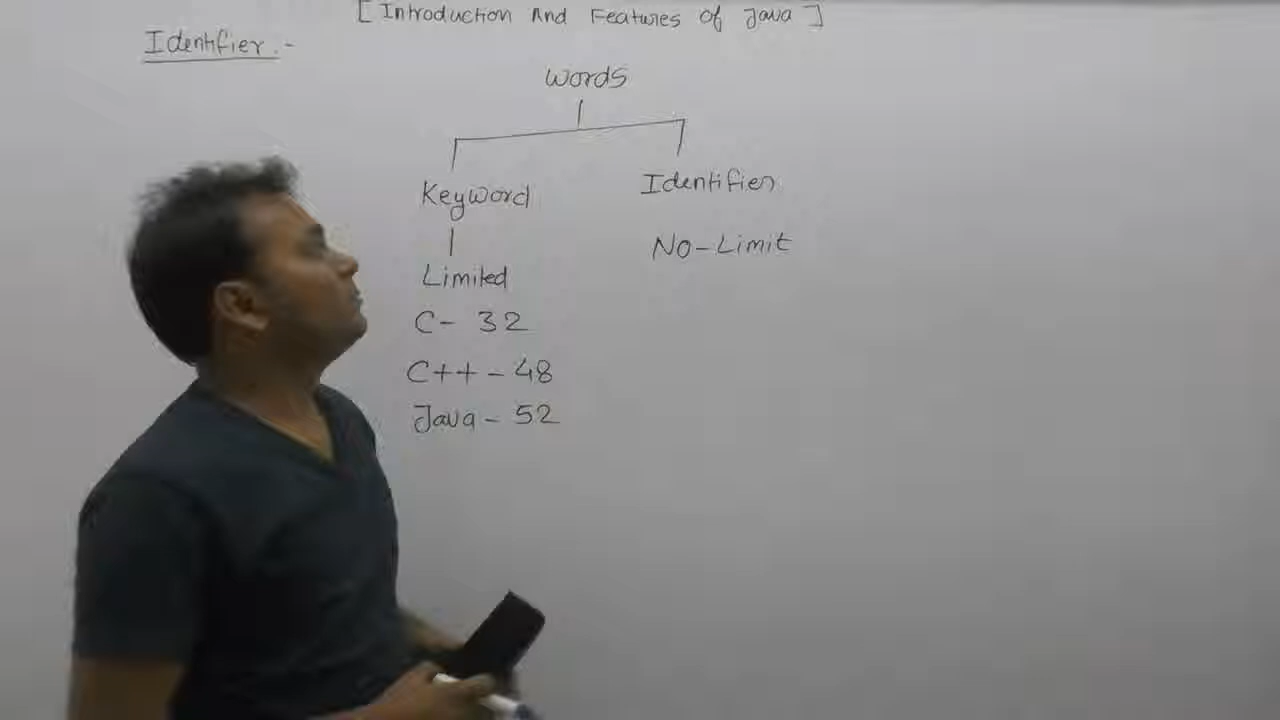 [ Introduction And Features of Java ]
Identifier :-
Words
Keyword
Identifier
Limited
No-Limit
C- 32
C++ - 48
Java - 52